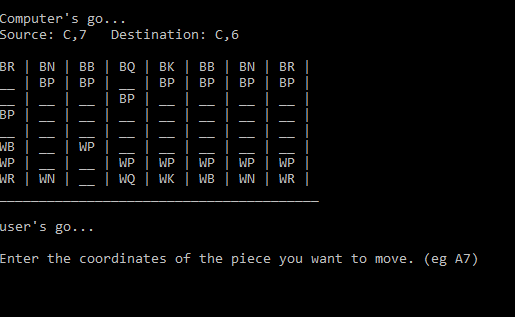 Computer's go...
Source: C,7   Destination: C,6
BR | BN | BB | BQ | BK | BB | BN | BR |
__ | BP | BP | __ | BP | BP | BP | BP |
__ | __ | __ | BP | __ | __ | __ | __ |
BP | __ | __ | __ | __ | __ | __ | __ |
__ | __ | __ | __ | __ | __ | __ | __ |
WB | __ | WP | __ | __ | __ | __ | __ |
WP | __ | __ | WP | WP | WP | WP | WP |
WR | WN | __ | WQ | WK | WB | WN | WR |
________________________________________
user's go...
Enter the coordinates of the piece you want to move. (eg A7)